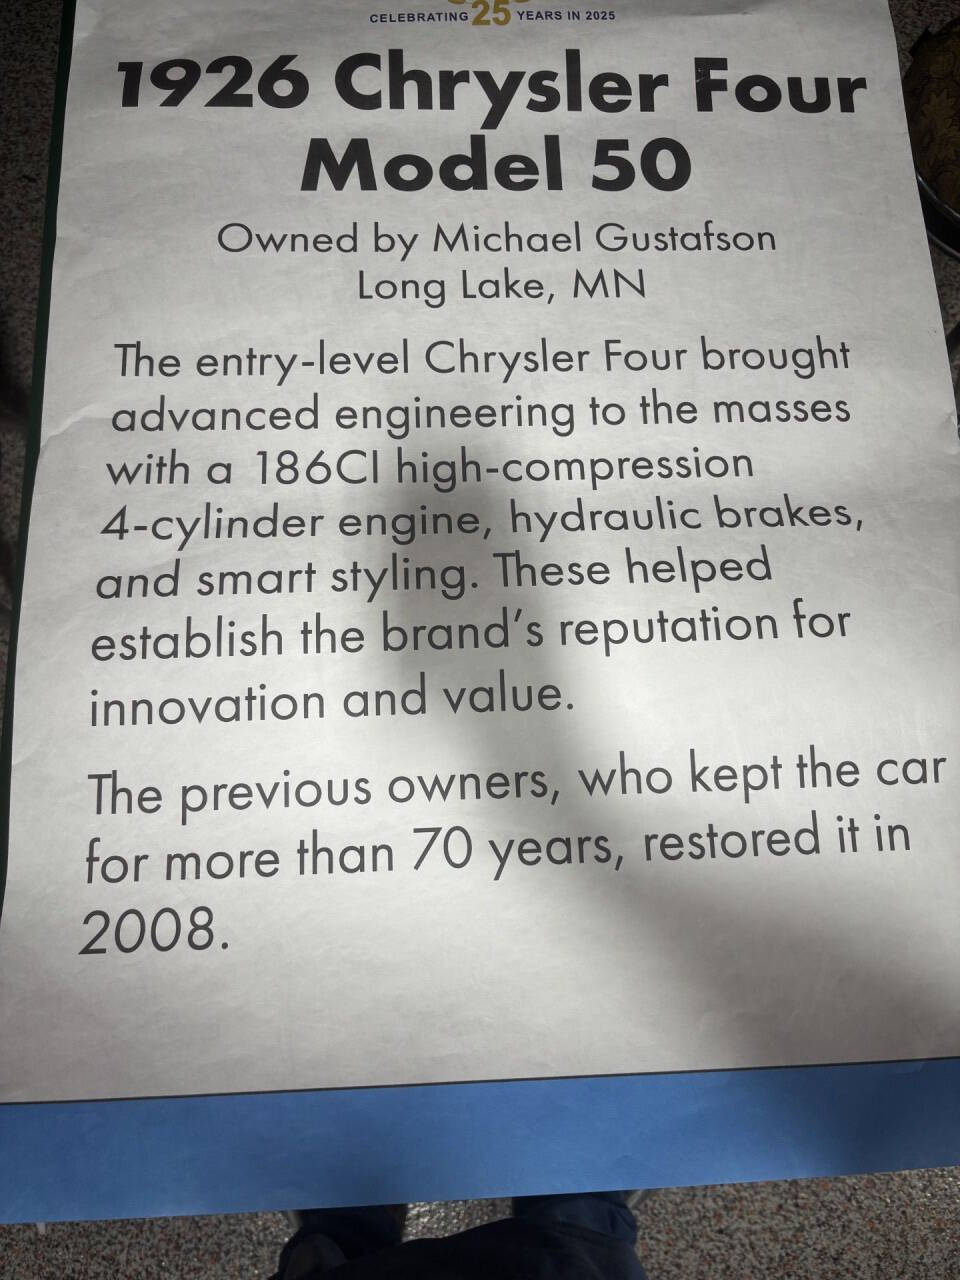 CELEBRATING 25 YEARS IN 2025
1926 Chrysler Four
Model 50
Owned by Michael Gustafson
Long Lake, MN
The entry-level Chrysler Four brought
advanced engineering to the masses
with a 186CI high-compression
4-cylinder engine, hydraulic brakes,
and smart styling. These helped
establish the brand's reputation for
innovation and value.
The previous owners, who kept the car
for more than 70 years, restored it in
2008.